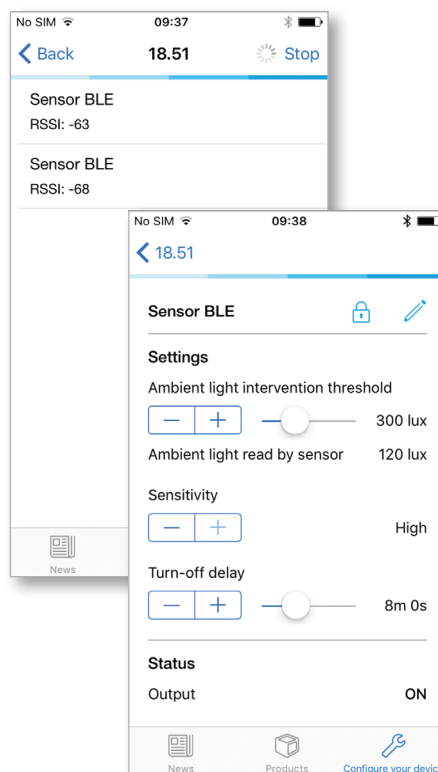 No SIM 09:37
Back 18.51 Stop
Sensor BLE
RSSI: -63
Sensor BLE
RSSI: -68
News
No SIM 09:38
18.51
Sensor BLE
Settings
Ambient light intervention threshold
− + 300 lux
Ambient light read by sensor 120 lux
Sensitivity
− + High
Turn-off delay
− + 8m 0s
Status
Output ON
News Products Configure your devic